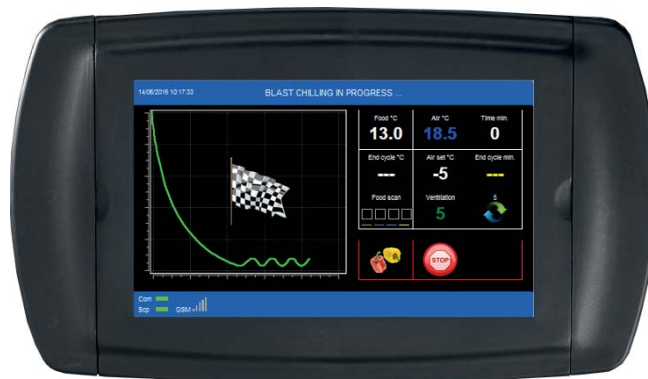 14/06/2016 10:17:33 BLAST CHILLING IN PROGRESS ...
Food °C Air °C Time min.
13.0 18.5 0
End cycle °C Air set °C End cycle min.
--- -5 ---
Food scan Ventilation 5
5
STOP
Com
Scp GSM